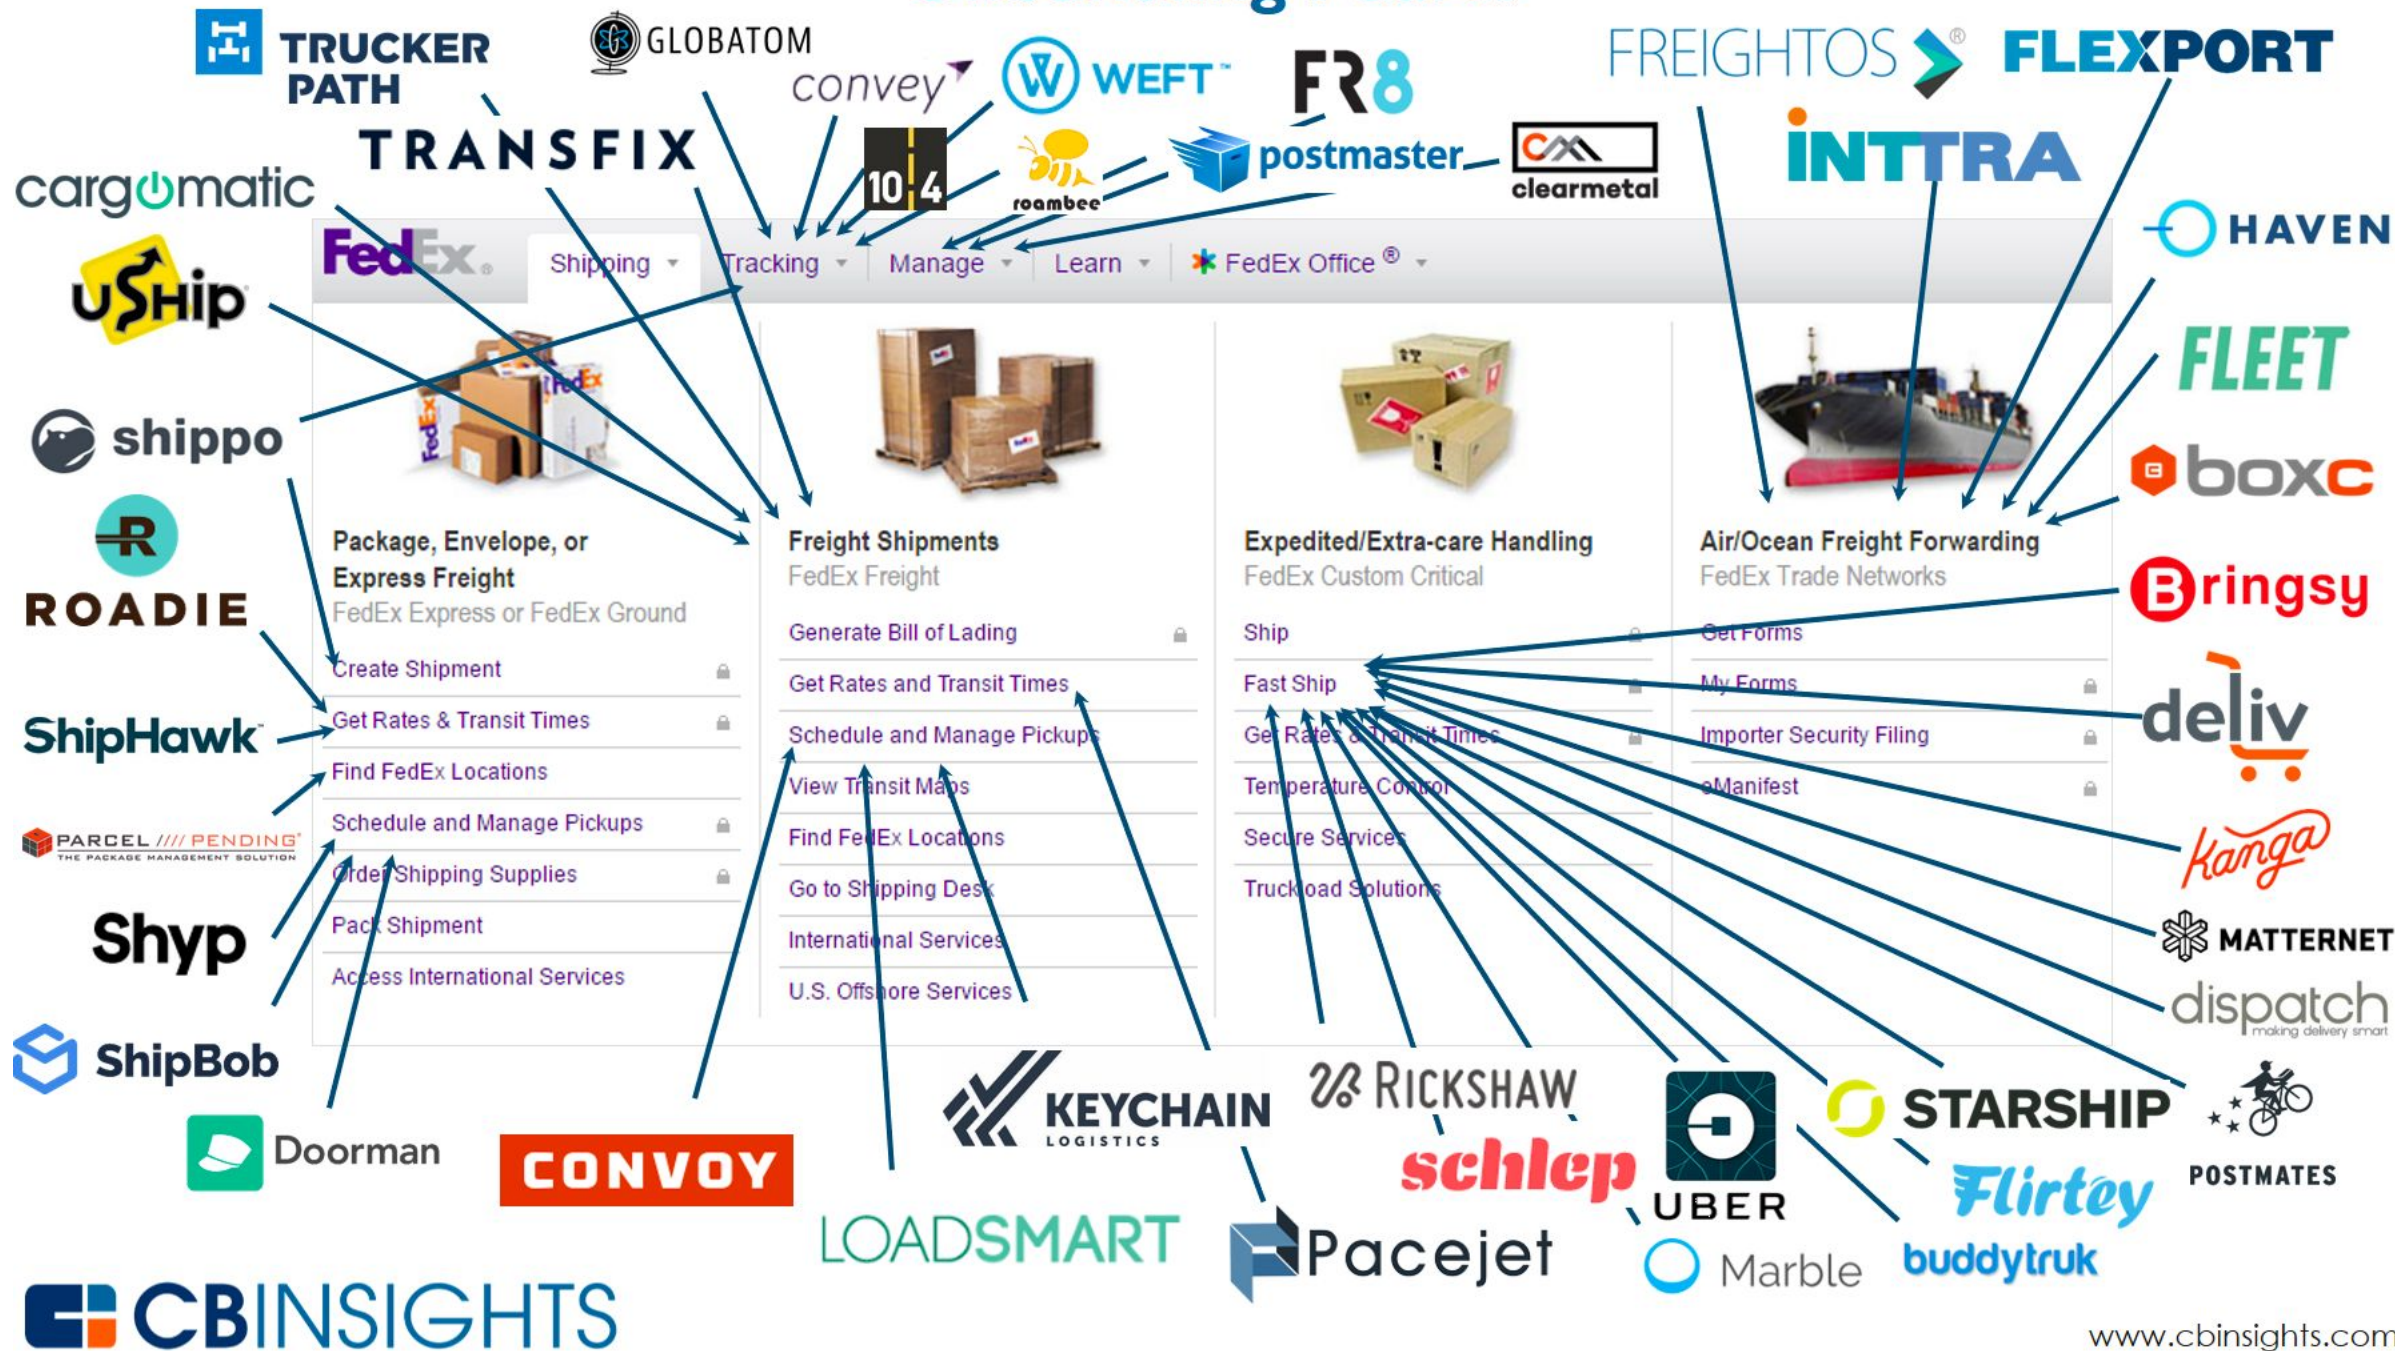 TRUCKER
PATH
GLOBATOM
convey
WEFT™
FR8
FREIGHTOS®
FLEXPORT
TRANSFIX
10-4
roambee
postmaster
clearmetal
INTTRA
cargomatic
HAVEN
FedEx®
Shipping
Tracking
Manage
Learn
FedEx Office ®
uShip
FLEET
shippo
boxc
ROADIE
Package, Envelope, or
Express Freight
FedEx Express or FedEx Ground
Create Shipment
Get Rates & Transit Times
Find FedEx Locations
Schedule and Manage Pickups
Order Shipping Supplies
Pack Shipment
Access International Services
Freight Shipments
FedEx Freight
Generate Bill of Lading
Get Rates and Transit Times
Schedule and Manage Pickups
View Transit Maps
Find FedEx Locations
Go to Shipping Desk
International Services
U.S. Offshore Services
Expedited/Extra-care Handling
FedEx Custom Critical
Ship
Fast Ship
Get Rates & Transit Times
Temperature Control
Secure Services
Truckload Solutions
Air/Ocean Freight Forwarding
FedEx Trade Networks
Get Forms
My Forms
Importer Security Filing
eManifest
Bringsy
ShipHawk
deliv
PARCEL //// PENDING
THE PACKAGE MANAGEMENT SOLUTION
Kanga
Shyp
MATTERNET
dispatch
making delivery smart
ShipBob
Doorman
CONVOY
KEYCHAIN
LOGISTICS
RICKSHAW
schlep
UBER
STARSHIP
POSTMATES
Flirtey
LOADSMART
Pacejet
Marble
buddytruk
CBINSIGHTS
www.cbinsights.com